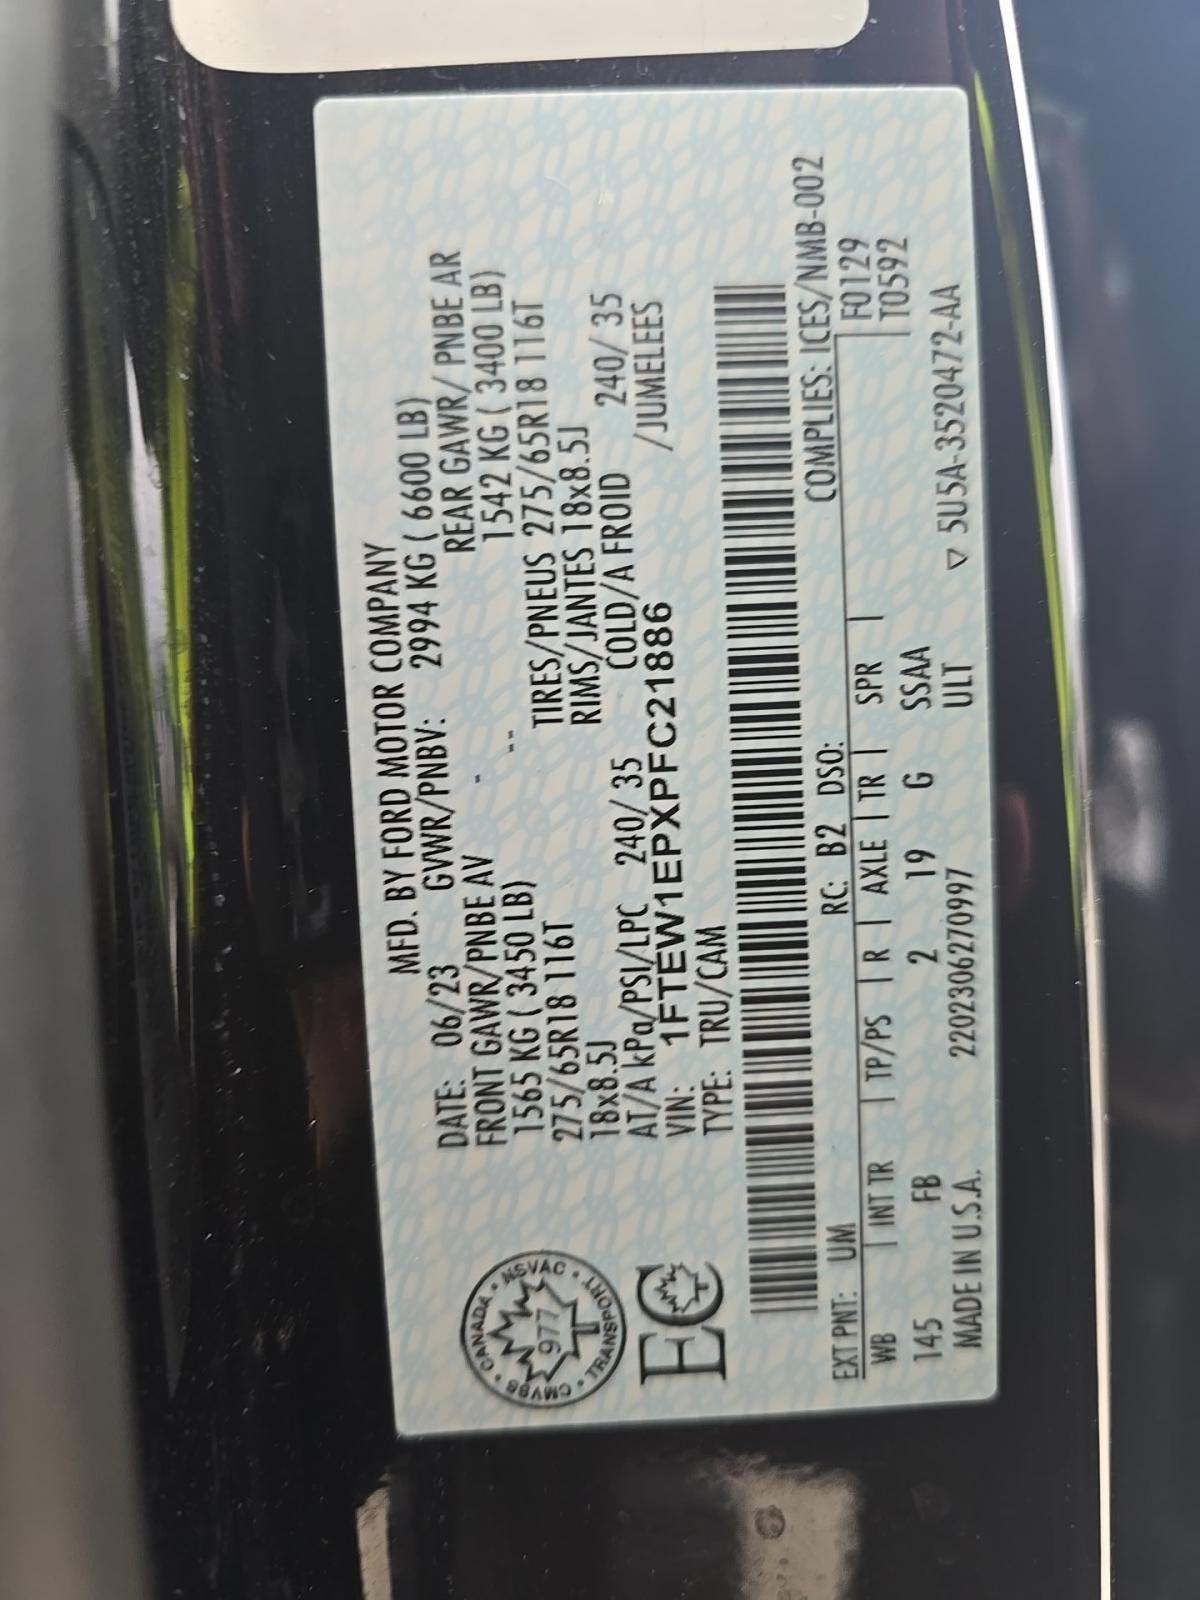 MFD. BY FORD MOTOR COMPANY
DATE: 06/23 GVWR/PNBV: 2994 KG ( 6600 LB)
FRONT GAWR/PNBE AV - REAR GAWR/ PNBE AR
1565 KG ( 3450 LB) -- 1542 KG ( 3400 LB)
275/65R18 116T TIRES/PNEUS 275/65R18 116T
18x8.5J RIMS/JANTES 18x8.5J
AT/A kPa/PSI/LPC 240/ 35 COLD/A FROID 240/ 35
VIN: 1FTEW1EPXPFC21886 /JUMELEES
TYPE: TRU/CAM
CANADA • NSVAC • TRANSPORT • CMVSS •
977
EC
COMPLIES: ICES/NMB-002
EXT PNT: UM RC: B2 DSO: F0129
WB | INT TR | TP/PS | R | AXLE | TR | SPR | T0592
145 FB 2 19 G SSAA
MADE IN U.S.A. 220230627099​7 ULT ▽ 5U5A-3520472-AA